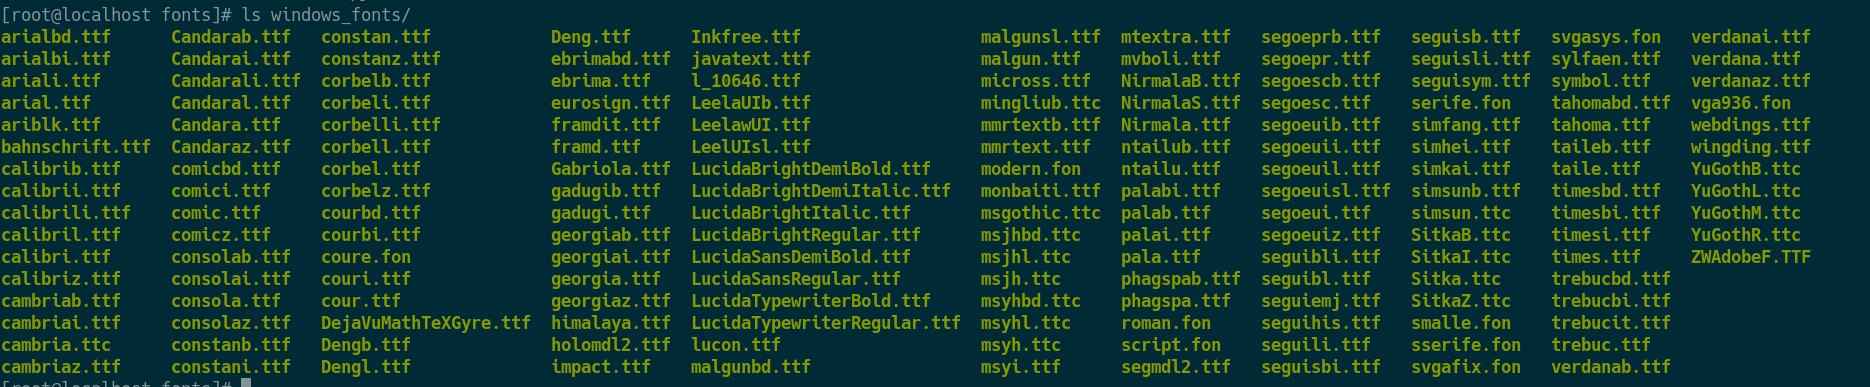 [root@localhost fonts]# ls windows_fonts/
arialbd.ttf Candarab.ttf constan.ttf Deng.ttf Inkfree.ttf malgunsl.ttf mtextra.ttf segoeprb.ttf seguisb.ttf svgasys.fon verdanai.ttf
arialbi.ttf Candarai.ttf constanz.ttf ebrimabd.ttf javatext.ttf malgun.ttf mvboli.ttf segoepr.ttf seguisli.ttf sylfaen.ttf verdana.ttf
ariali.ttf Candarali.ttf corbelb.ttf ebrima.ttf l_10646.ttf micross.ttf NirmalaB.ttf segoescb.ttf seguisym.ttf symbol.ttf verdanaz.ttf
arial.ttf Candaral.ttf corbeli.ttf eurosign.ttf LeelaUIb.ttf mingliub.ttc NirmalaS.ttf segoesc.ttf serife.fon tahomabd.ttf vga936.fon
ariblk.ttf Candara.ttf corbelli.ttf framdit.ttf LeelawUI.ttf mmrtextb.ttf Nirmala.ttf segoeuib.ttf simfang.ttf tahoma.ttf webdings.ttf
bahnschrift.ttf Candaraz.ttf corbell.ttf framd.ttf LeelUIsl.ttf mmrtext.ttf ntailub.ttf segoeuii.ttf simhei.ttf taileb.ttf wingding.ttf
calibrib.ttf comicbd.ttf corbel.ttf Gabriola.ttf LucidaBrightDemiBold.ttf modern.fon ntailu.ttf segoeuil.ttf simkai.ttf taile.ttf YuGothB.ttc
calibrii.ttf comici.ttf corbelz.ttf gadugib.ttf LucidaBrightDemiItalic.ttf monbaiti.ttf palabi.ttf segoeuisl.ttf simsunb.ttf timesbd.ttf YuGothL.ttc
calibrili.ttf comic.ttf courbd.ttf gadugi.ttf LucidaBrightItalic.ttf msgothic.ttc palab.ttf segoeui.ttf simsun.ttc timesbi.ttf YuGothM.ttc
calibril.ttf comicz.ttf courbi.ttf georgiab.ttf LucidaBrightRegular.ttf msjhbd.ttc palai.ttf segoeuiz.ttf SitkaB.ttc timesi.ttf YuGothR.ttc
calibri.ttf consolab.ttf coure.fon georgiai.ttf LucidaSansDemiBold.ttf msjhl.ttc pala.ttf seguibli.ttf SitkaI.ttc times.ttf ZWAdobeF.TTF
calibriz.ttf consolai.ttf couri.ttf georgia.ttf LucidaSansRegular.ttf msjh.ttc phagspab.ttf seguibl.ttf Sitka.ttc trebucbd.ttf
cambriab.ttf consola.ttf cour.ttf georgiaz.ttf LucidaTypewriterBold.ttf msyhbd.ttc phagspa.ttf seguiemj.ttf SitkaZ.ttc trebucbi.ttf
cambriai.ttf consolaz.ttf DejaVuMathTeXGyre.ttf himalaya.ttf LucidaTypewriterRegular.ttf msyhl.ttc roman.fon seguihis.ttf smalle.fon trebucit.ttf
cambria.ttc constanb.ttf Dengb.ttf holomdl2.ttf lucon.ttf msyh.ttc script.fon seguili.ttf sserife.fon trebuc.ttf
cambriaz.ttf constani.ttf Dengl.ttf impact.ttf malgunbd.ttf msyi.ttf segmdl2.ttf seguisbi.ttf svgafix.fon verdanab.ttf
[root@localhost fonts]#